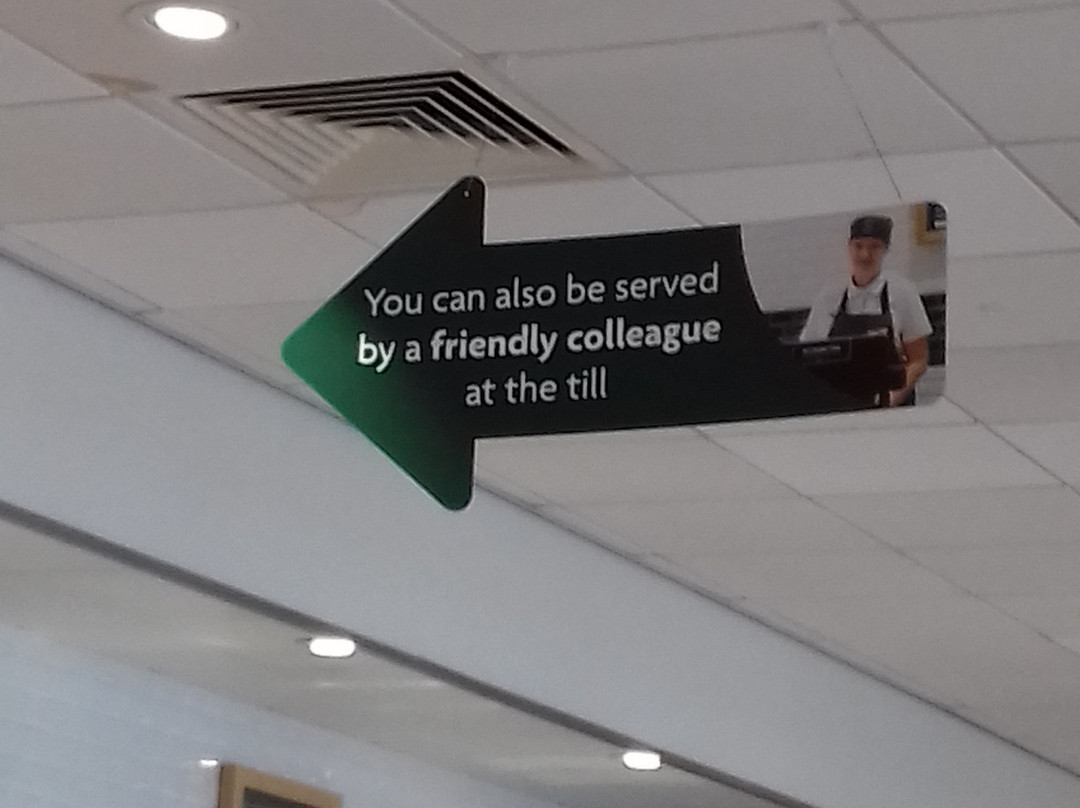 You can also be served
by a friendly colleague
at the till